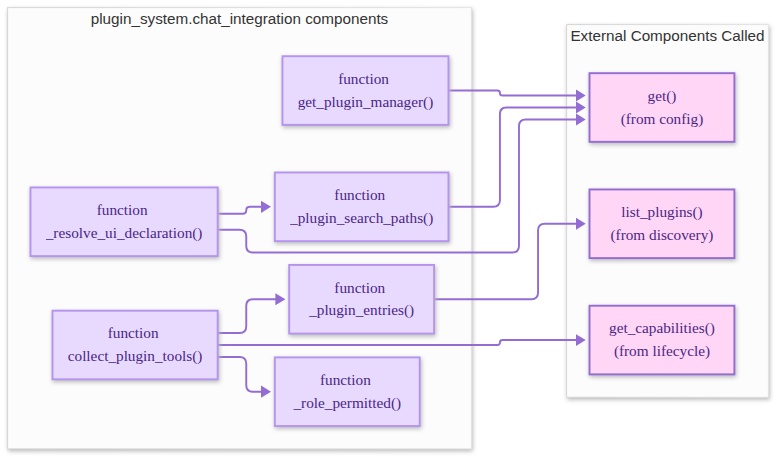 plugin_system.chat_integration components
External Components Called
function
get_plugin_manager()
get()
(from config)
function
_plugin_search_paths()
function
_resolve_ui_declaration()
list_plugins()
(from discovery)
function
_plugin_entries()
function
collect_plugin_tools()
get_capabilities()
(from lifecycle)
function
_role_permitted()